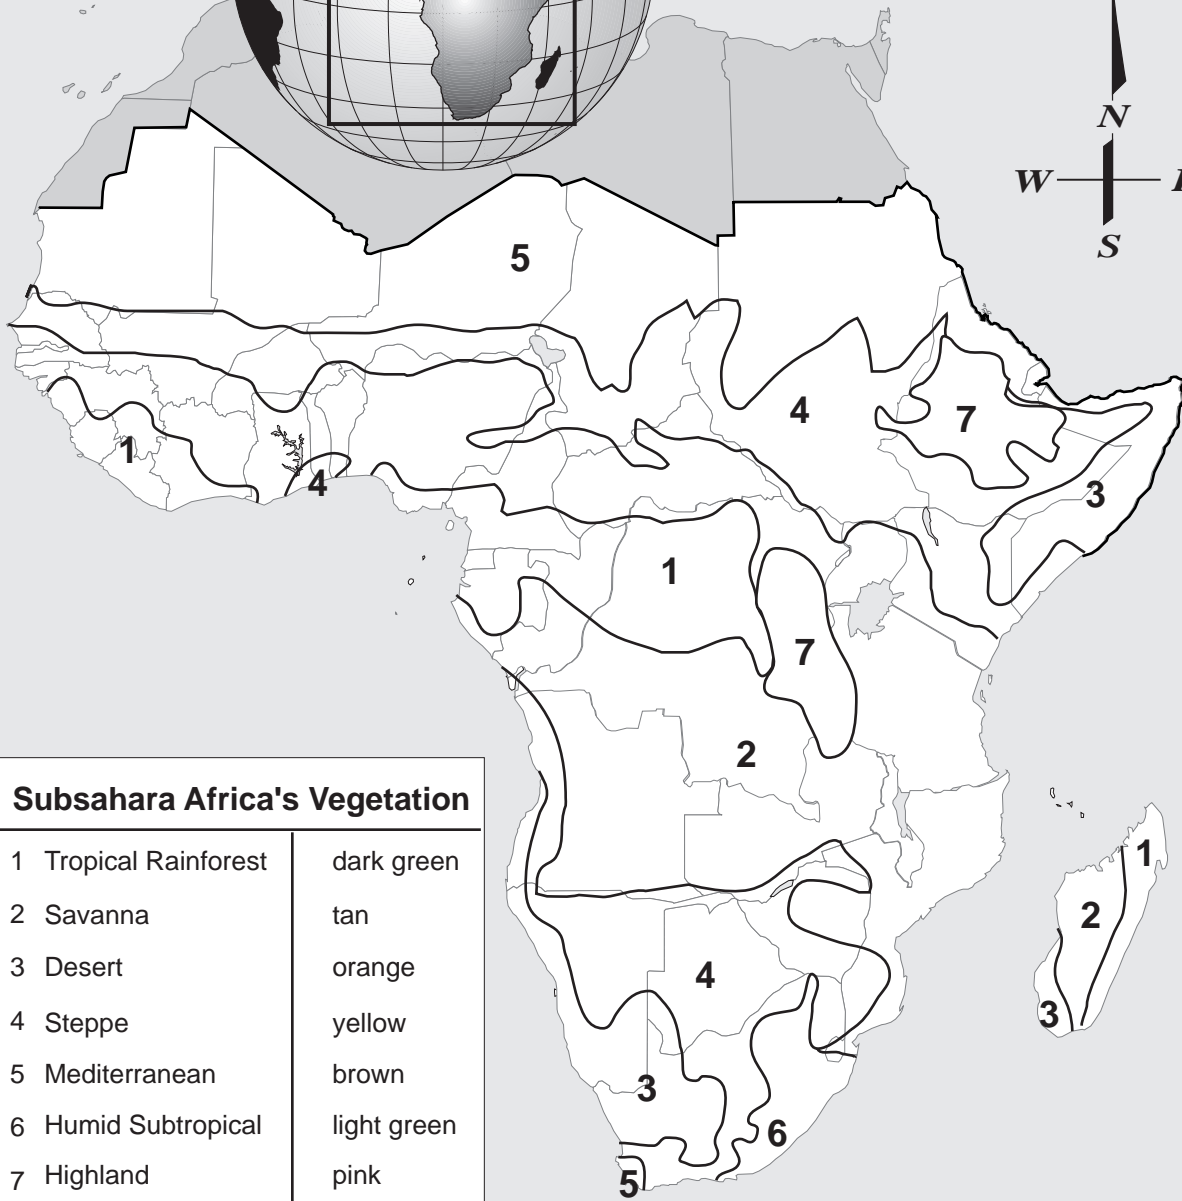 N
W
S
5
4
7
1
4
3
1
7
2
1
2
4
3
3
6
5
Subsahara Africa's Vegetation
1 Tropical Rainforest dark green
2 Savanna tan
3 Desert orange
4 Steppe yellow
5 Mediterranean brown
6 Humid Subtropical light green
7 Highland pink